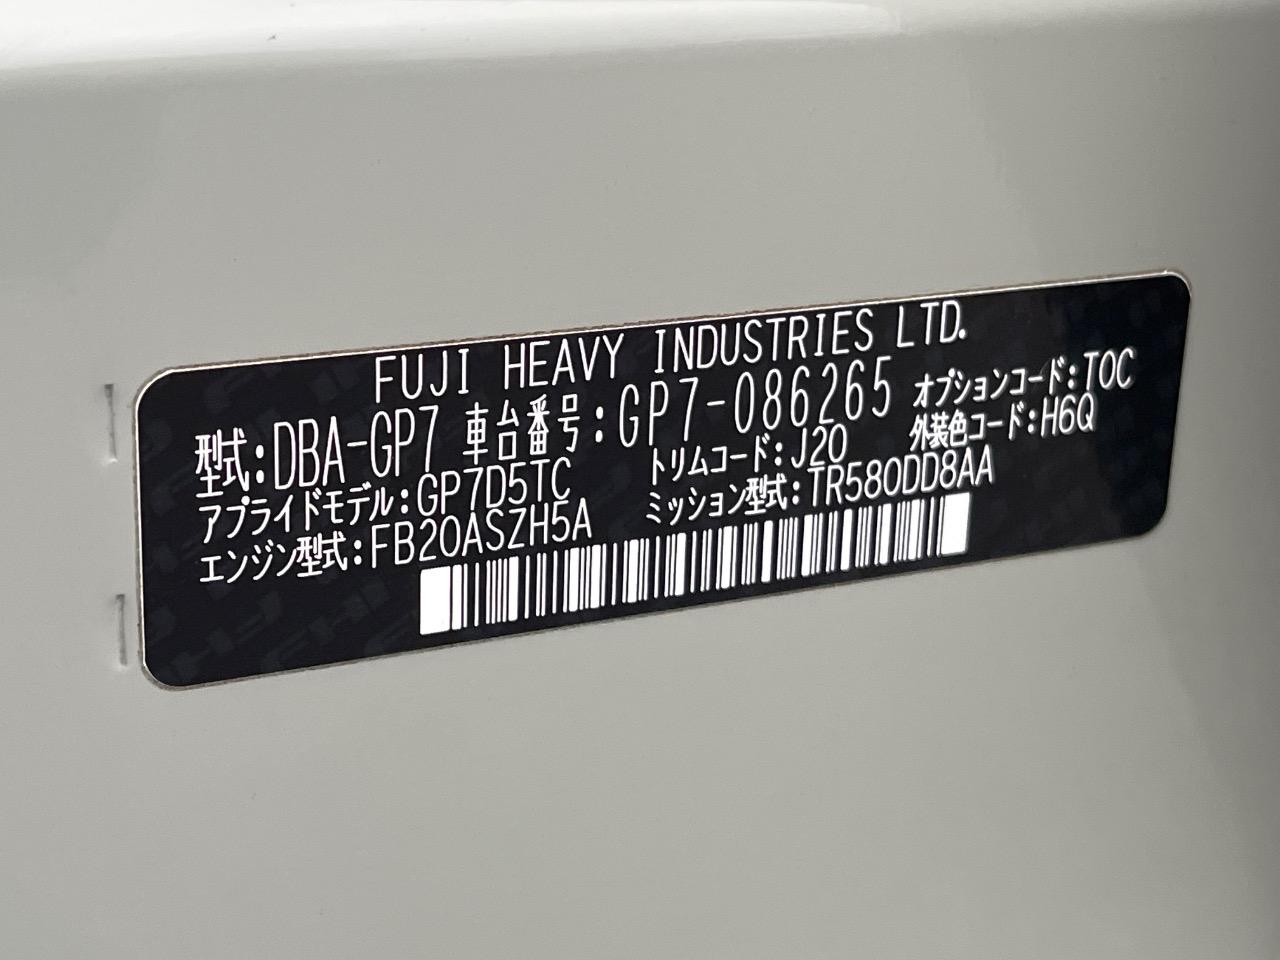 FUJI HEAVY INDUSTRIES LTD.
型式:DBA-GP7 車台番号:GP7-086265 オプションコード:TOC
アプライドモデル:GP7D5TC トリムコード:J20 外装色コード:H6Q
エンジン型式:FB20ASZH5A ミッション型式:TR580DD8AA